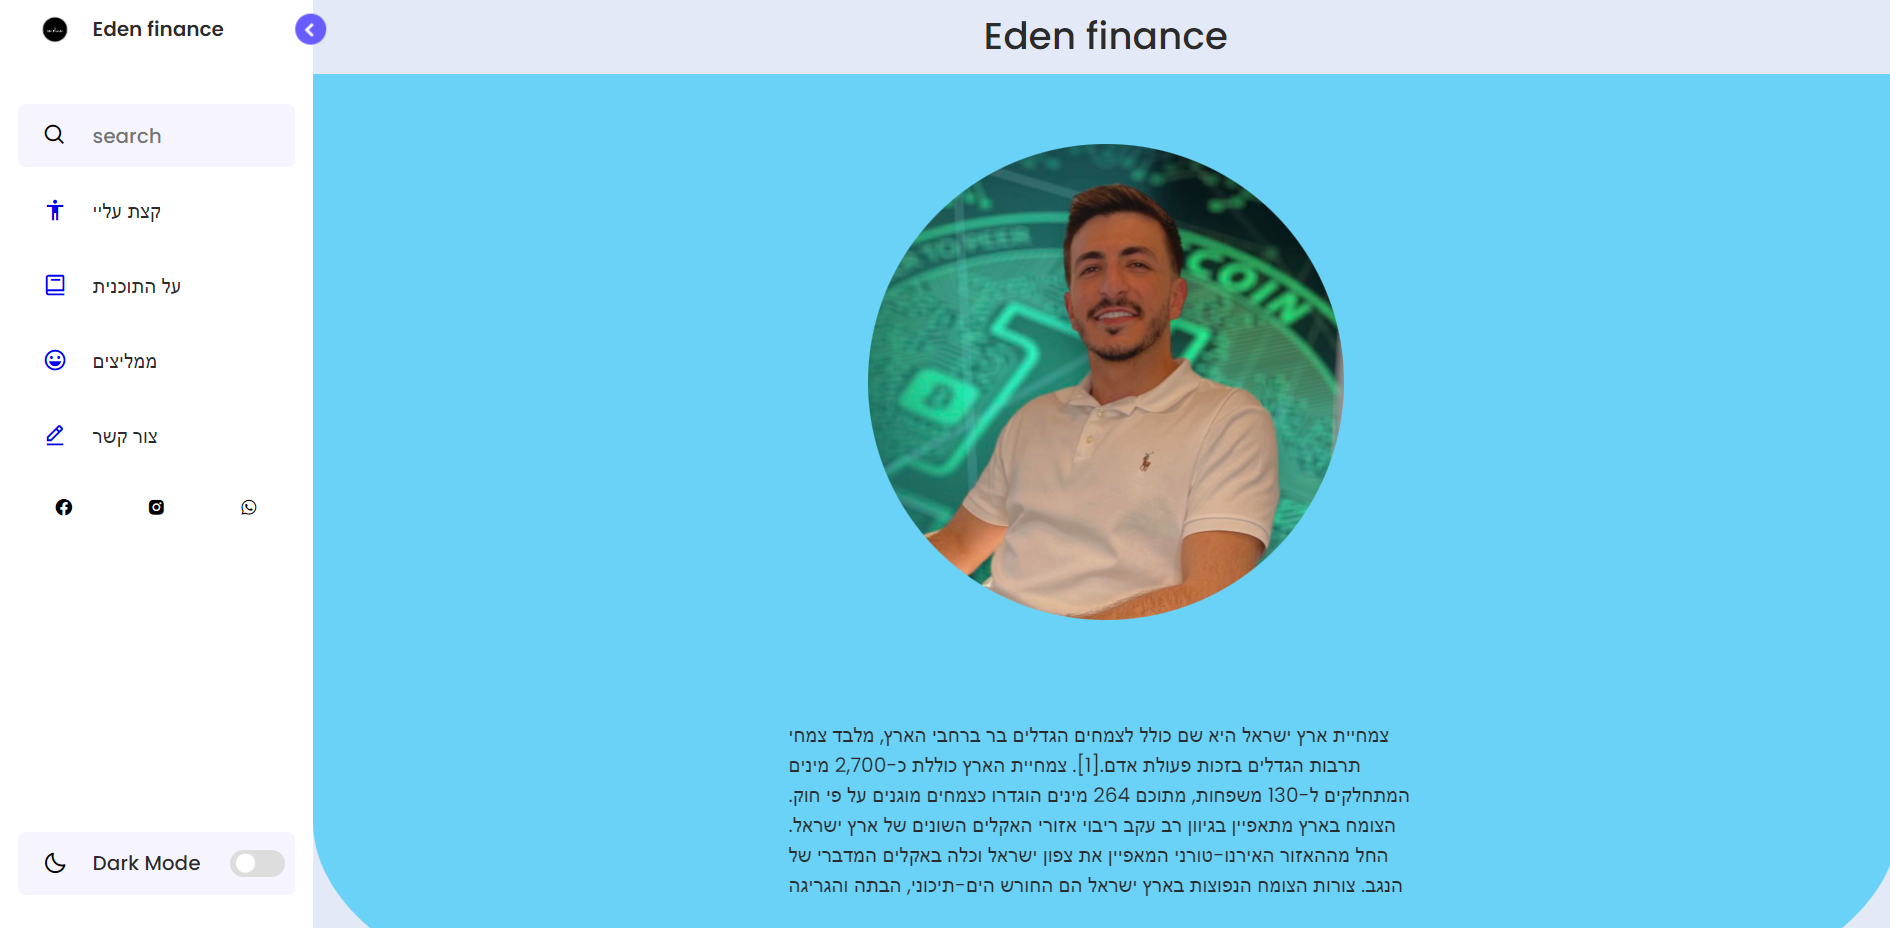 Eden finance
search
קצת עליי
על התוכנית
ממליצים
צור קשר
Dark Mode
Eden finance
TO PEER
COIN
צמחיית ארץ ישראל היא שם כולל לצמחים הגדלים בר ברחבי הארץ, מלבד צמחי
תרבות הגדלים בזכות פעולת אדם.[1]. צמחיית הארץ כוללת כ-2,700 מינים
המתחלקים ל-130 משפחות, מתוכם 264 מינים הוגדרו כצמחים מוגנים על פי חוק.
הצומח בארץ מתאפיין בגיוון רב עקב ריבוי אזורי האקלים השונים של ארץ ישראל.
החל מההאזור האירנו-טורני המאפיין את צפון ישראל וכלה באקלים המדברי של
הנגב. צורות הצומח הנפוצות בארץ ישראל הם החורש הים-תיכוני, הבתה והגריגה